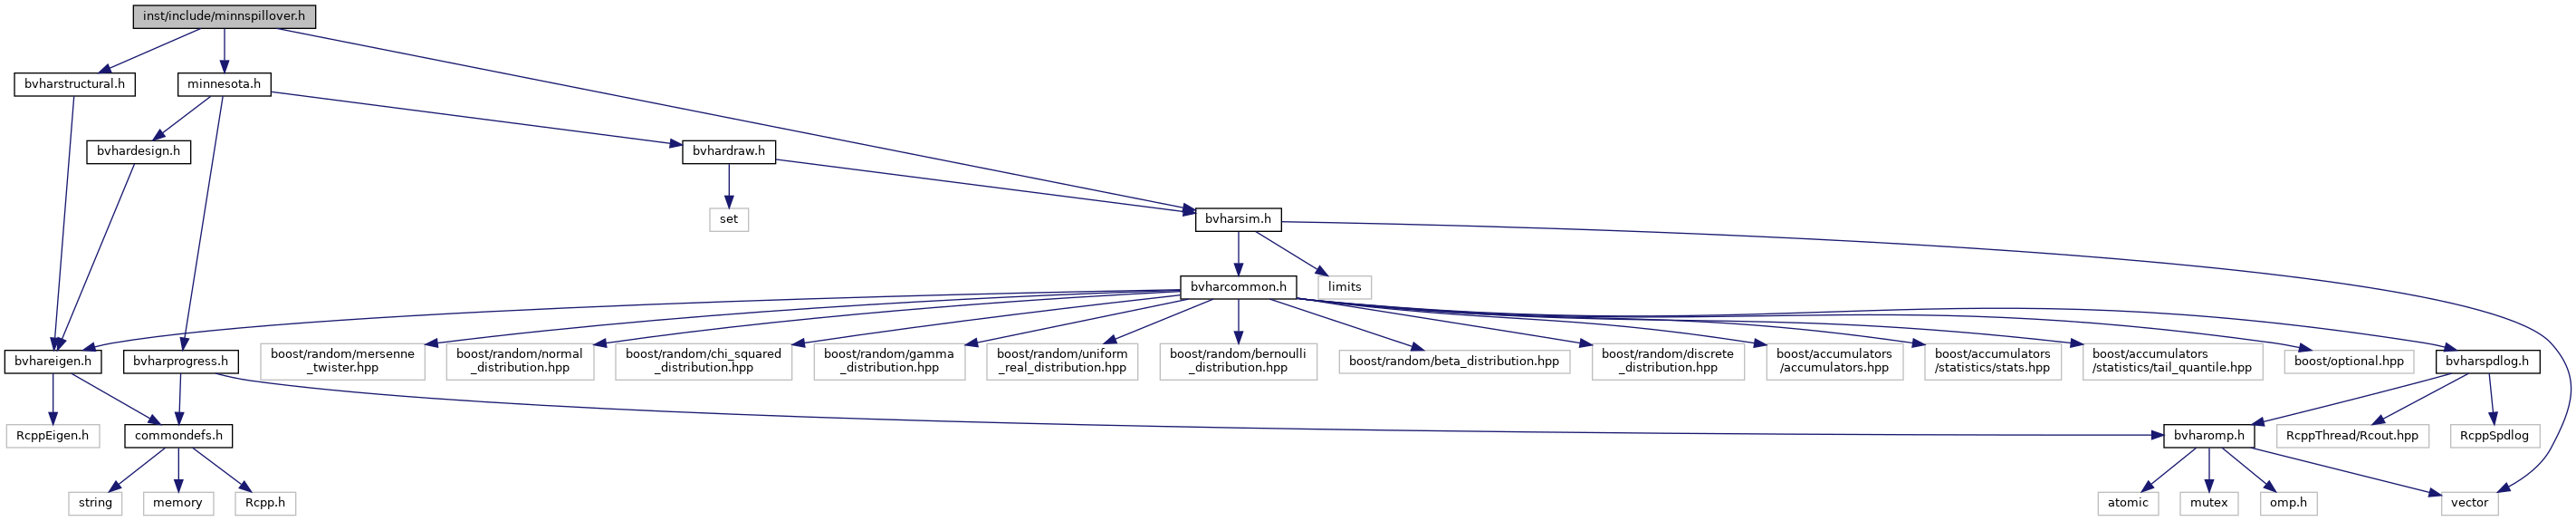 inst/include/minnspillover.h
bvharstructural.h
minnesota.h
bvhardesign.h
bvhardraw.h
set
bvharsim.h
bvharcommon.h
limits
bvhareigen.h
bvharprogress.h
boost/random/mersenne
_twister.hpp
boost/random/normal
_distribution.hpp
boost/random/chi_squared
_distribution.hpp
boost/random/gamma
_distribution.hpp
boost/random/uniform
_real_distribution.hpp
boost/random/bernoulli
_distribution.hpp
boost/random/beta_distribution.hpp
boost/random/discrete
_distribution.hpp
boost/accumulators
/accumulators.hpp
boost/accumulators
/statistics/stats.hpp
boost/accumulators
/statistics/tail_quantile.hpp
boost/optional.hpp
bvharspdlog.h
RcppEigen.h
commondefs.h
bvharomp.h
RcppThread/Rcout.hpp
RcppSpdlog
string
memory
Rcpp.h
atomic
mutex
omp.h
vector